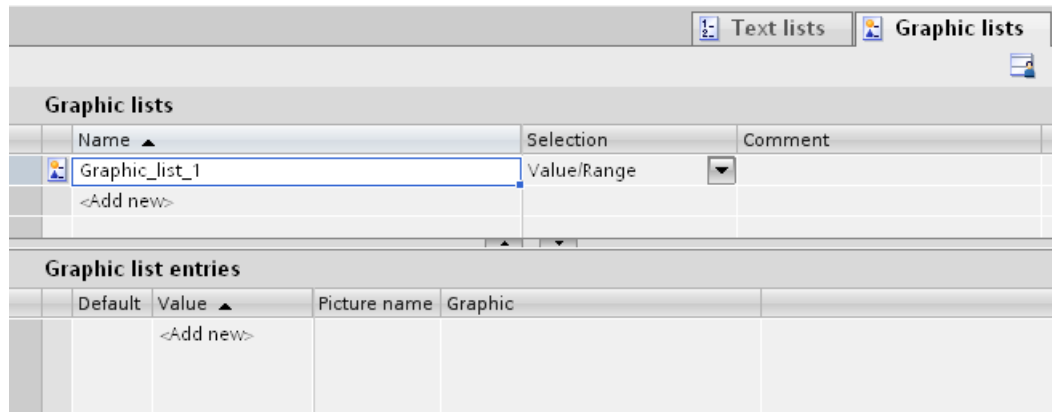 Text lists Graphic lists
Graphic lists
Name Selection Comment
Graphic_list_1 Value/Range
<Add new>
Graphic list entries
Default Value Picture name Graphic
<Add new>